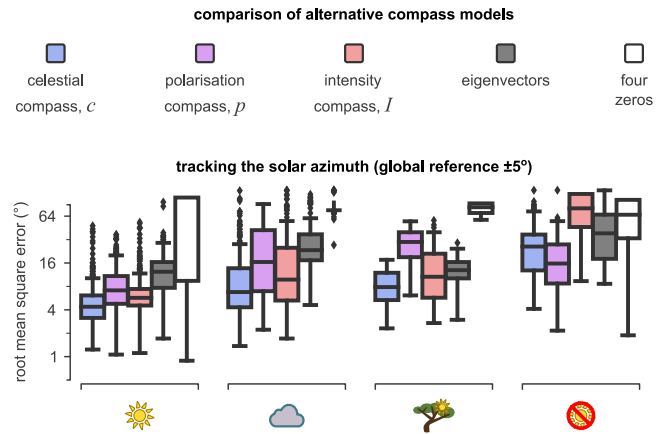 comparison of alternative compass models
celestial
compass, c
polarisation
compass, p
intensity
compass, I
eigenvectors
four
zeros
tracking the solar azimuth (global reference ±5°)
root mean square error (°)
64
16
4
1